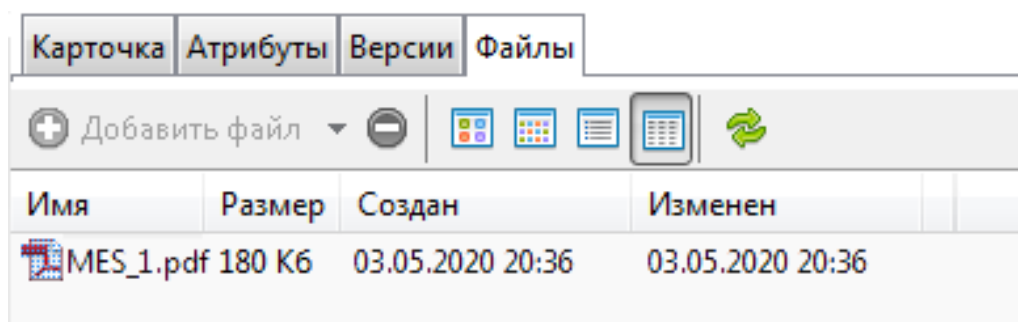 Карточка Атрибуты Версии Файлы
Добавить файл
Имя Размер Создан Изменен
MES_1.pdf 180 Кб 03.05.2020 20:36 03.05.2020 20:36